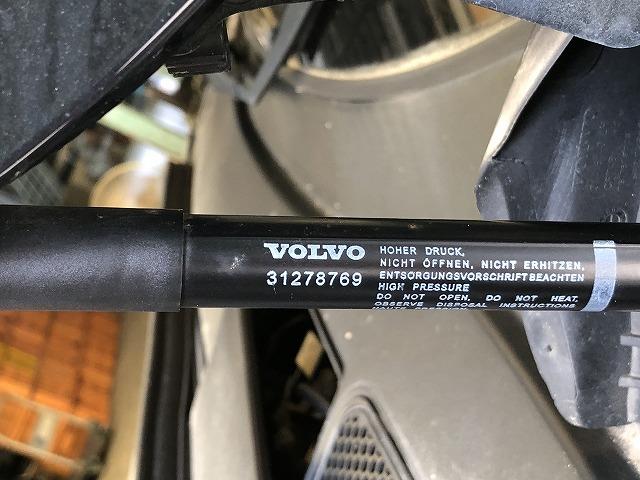 VOLVO
31278769
HOHER DRUCK,
NICHT ÖFFNEN, NICHT ERHITZEN,
ENTSORGUNGSVORSCHRIFT BEACHTEN
HIGH PRESSURE
DO NOT OPEN, DO NOT HEAT,
OBSERVE DISPOSAL INSTRUCTIONS